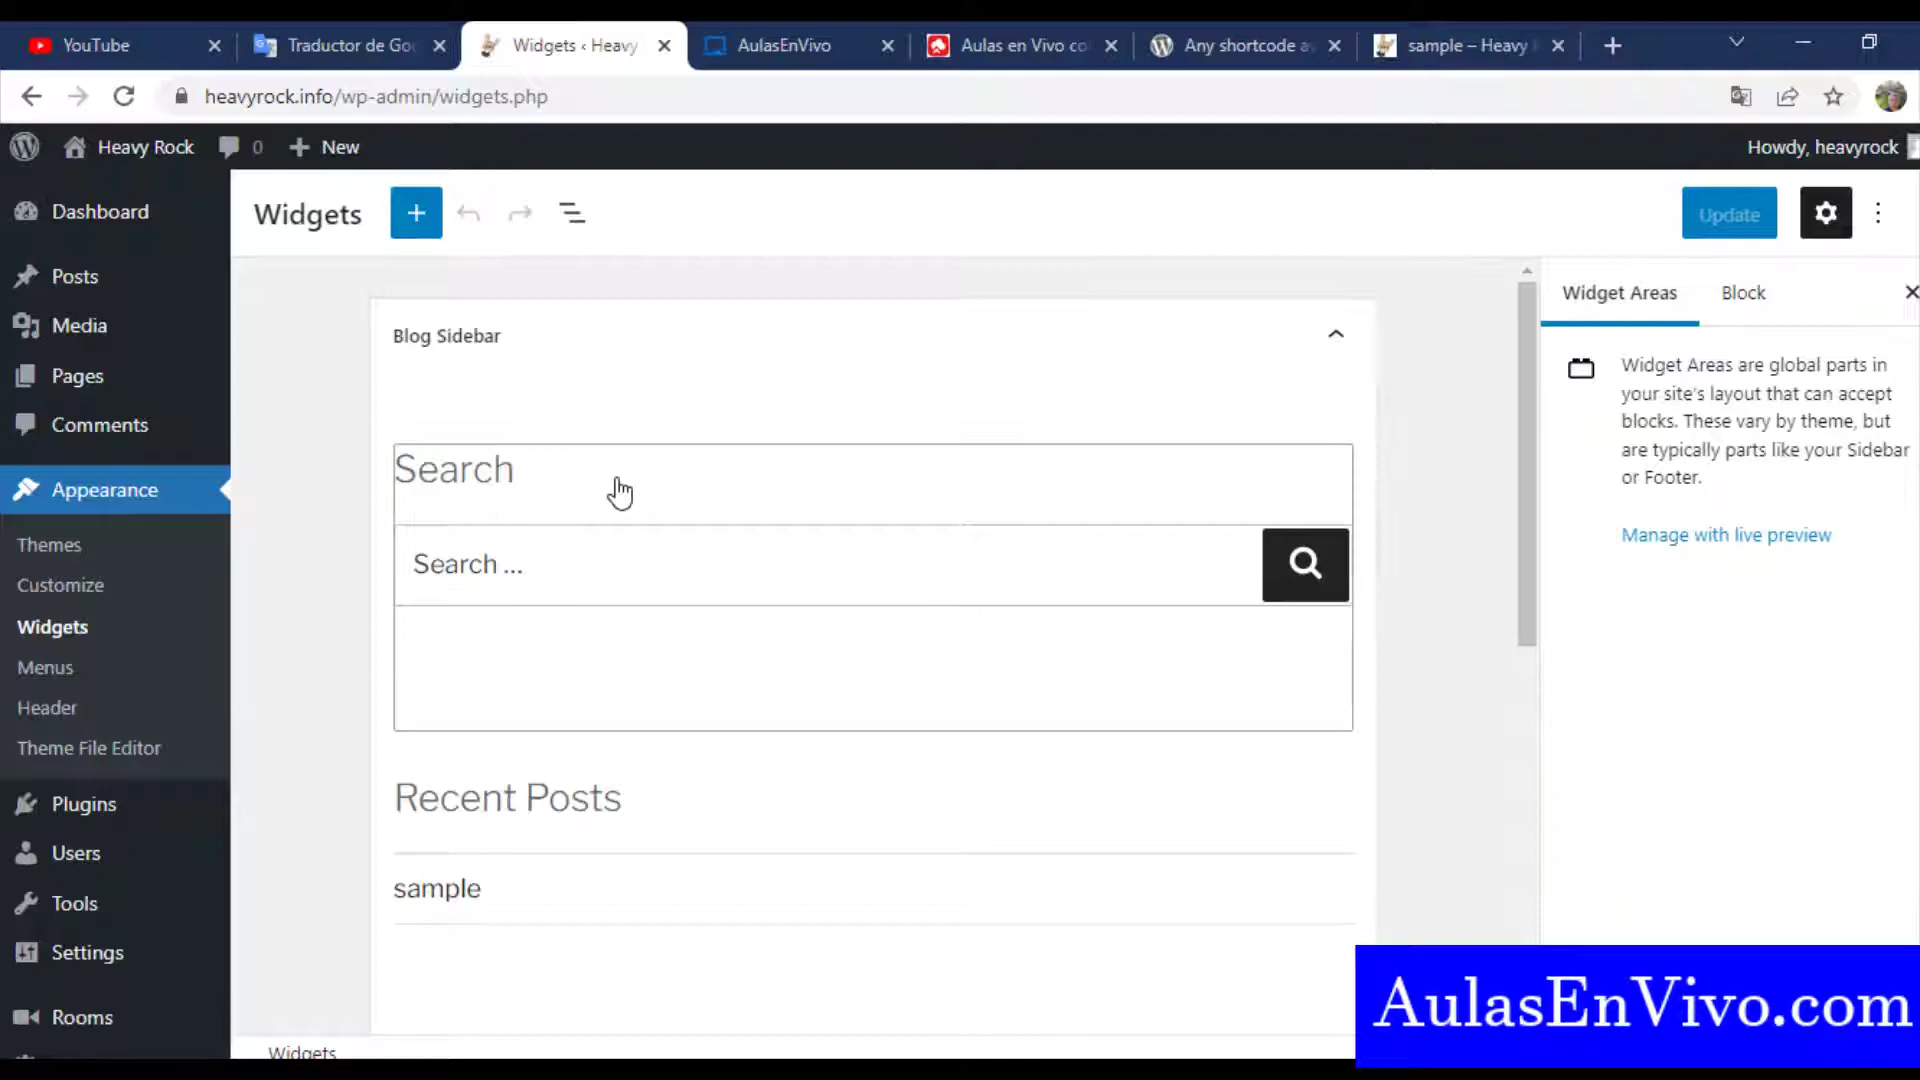 YouTube
Traductor de Goo
Widgets ‹ Heavy
AulasEnVivo
Aulas en Vivo co
Any shortcode a
sample – Heavy
heavyrock.info/wp-admin/widgets.php
Heavy Rock
0
New
Howdy, heavyrock
Dashboard
Posts
Media
Pages
Comments
Appearance
Themes
Customize
Widgets
Menus
Header
Theme File Editor
Plugins
Users
Tools
Settings
Rooms
Widgets
Update
Blog Sidebar
Search
Search ...
Recent Posts
sample
Widgets
Widget Areas
Block
Widget Areas are global parts in
your site's layout that can accept
blocks. These vary by theme, but
are typically parts like your Sidebar
or Footer.
Manage with live preview
AulasEnVivo.com